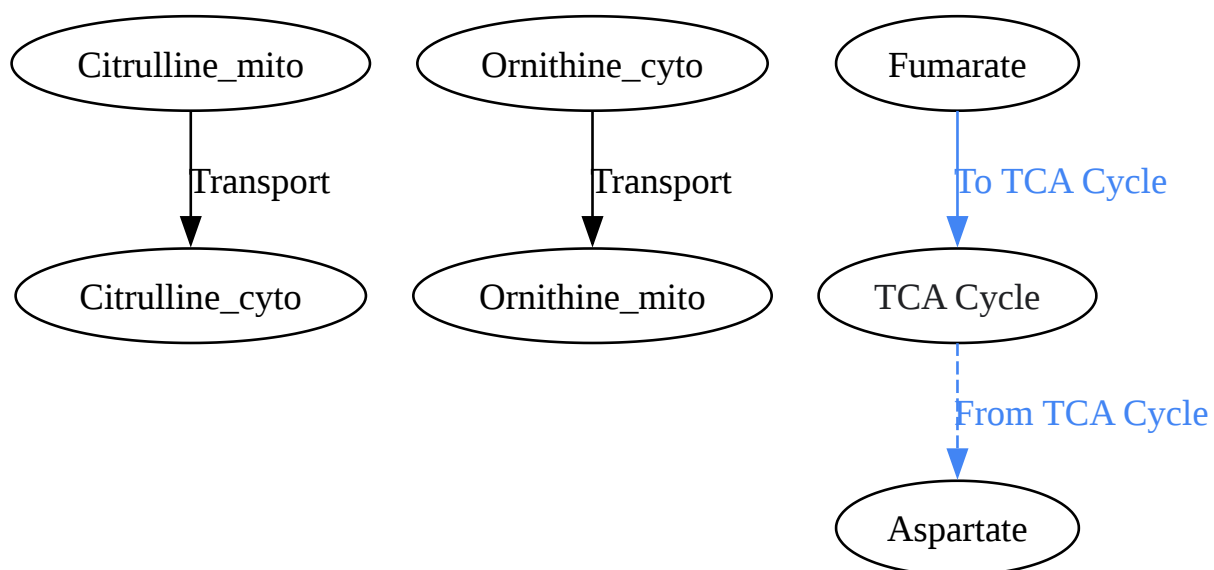 Citrulline_mito
Ornithine_cyto
Fumarate
Transport
Transport
To TCA Cycle
Citrulline_cyto
Ornithine_mito
TCA Cycle
From TCA Cycle
Aspartate